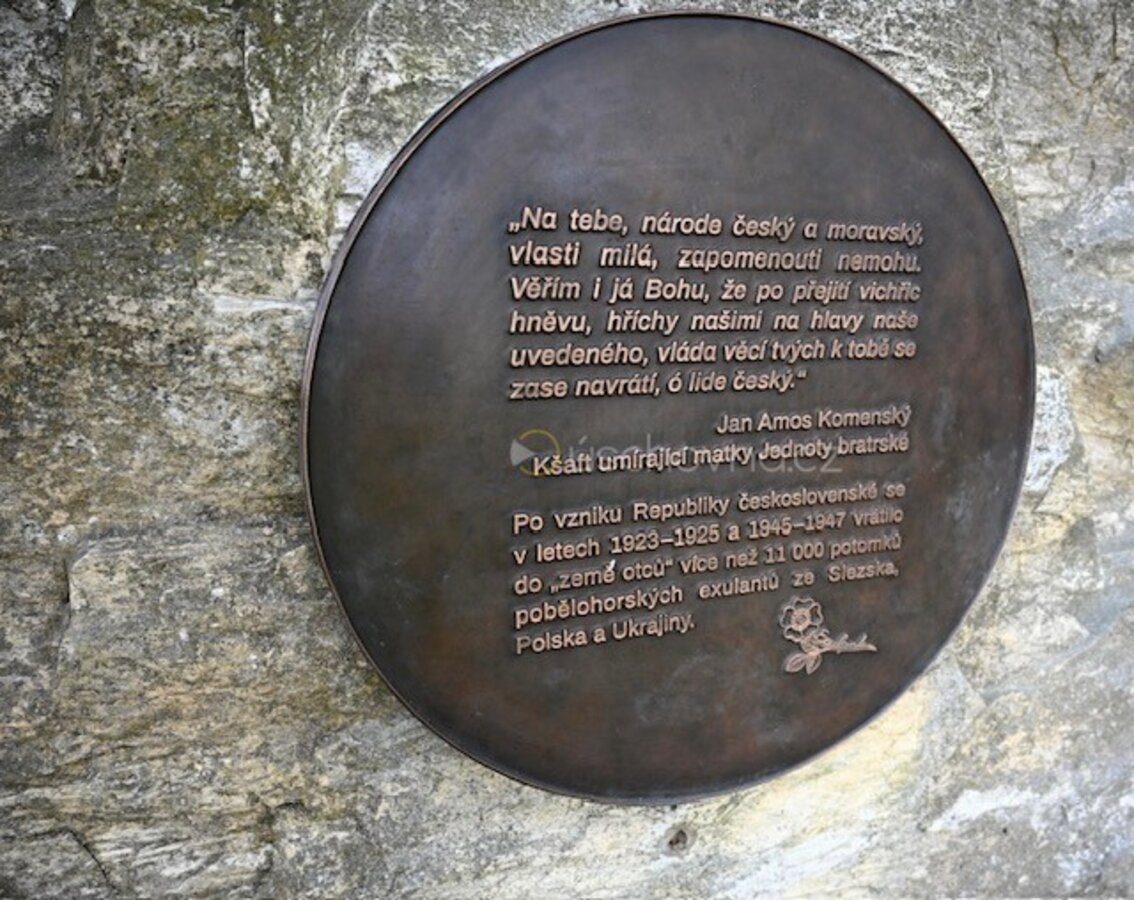 „Na tebe, národe český a moravský,
vlasti milá, zapomenouti nemohu.
Věřím i já Bohu, že po přejití vichřic
hněvu, hříchy našimi na hlavy naše
uvedeného, vláda věcí tvých k tobě se
zase navrátí, ó lide český.“
Jan Amos Komenský
Kšaft umírající matky Jednoty bratrské
Po vzniku Republiky československé se
v letech 1923–1925 a 1945–1947 vrátilo
do „země otců“ více než 11 000 potomků
pobělohorských exulantů ze Slezska,
Polska a Ukrajiny.